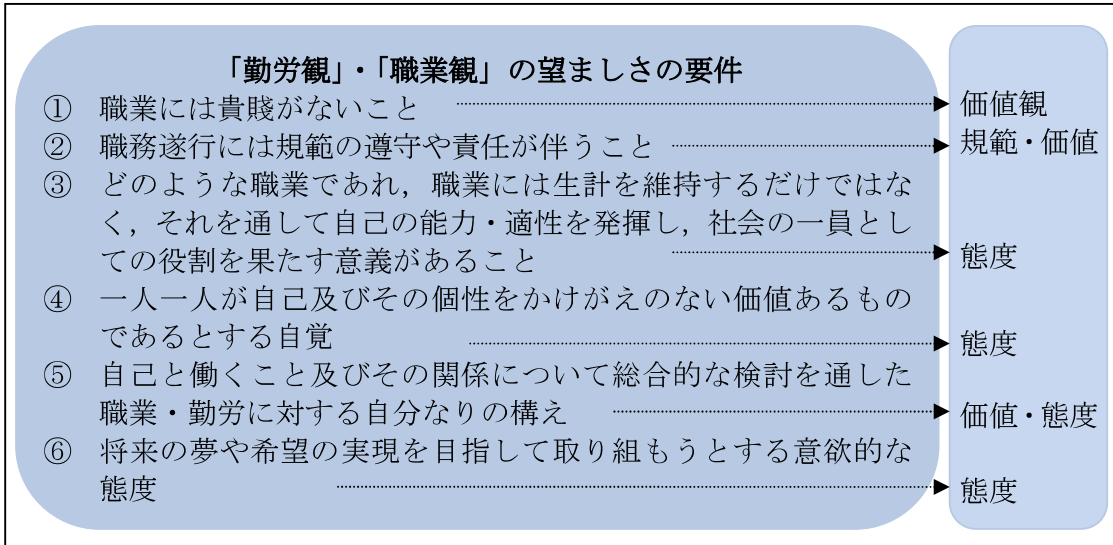 「勤労観」・「職業観」の望ましさの要件
① 職業には貴賤がないこと
価値観
② 職務遂行には規範の遵守や責任が伴うこと
規範・価値
③ どのような職業であれ，職業には生計を維持するだけではな
く，それを通して自己の能力・適性を発揮し，社会の一員とし
ての役割を果たす意義があること
態度
④ 一人一人が自己及びその個性をかけがえのない価値あるもの
であるとする自覚
態度
⑤ 自己と働くこと及びその関係について総合的な検討を通した
職業・勤労に対する自分なりの構え
価値・態度
⑥ 将来の夢や希望の実現を目指して取り組もうとする意欲的な
態度
態度